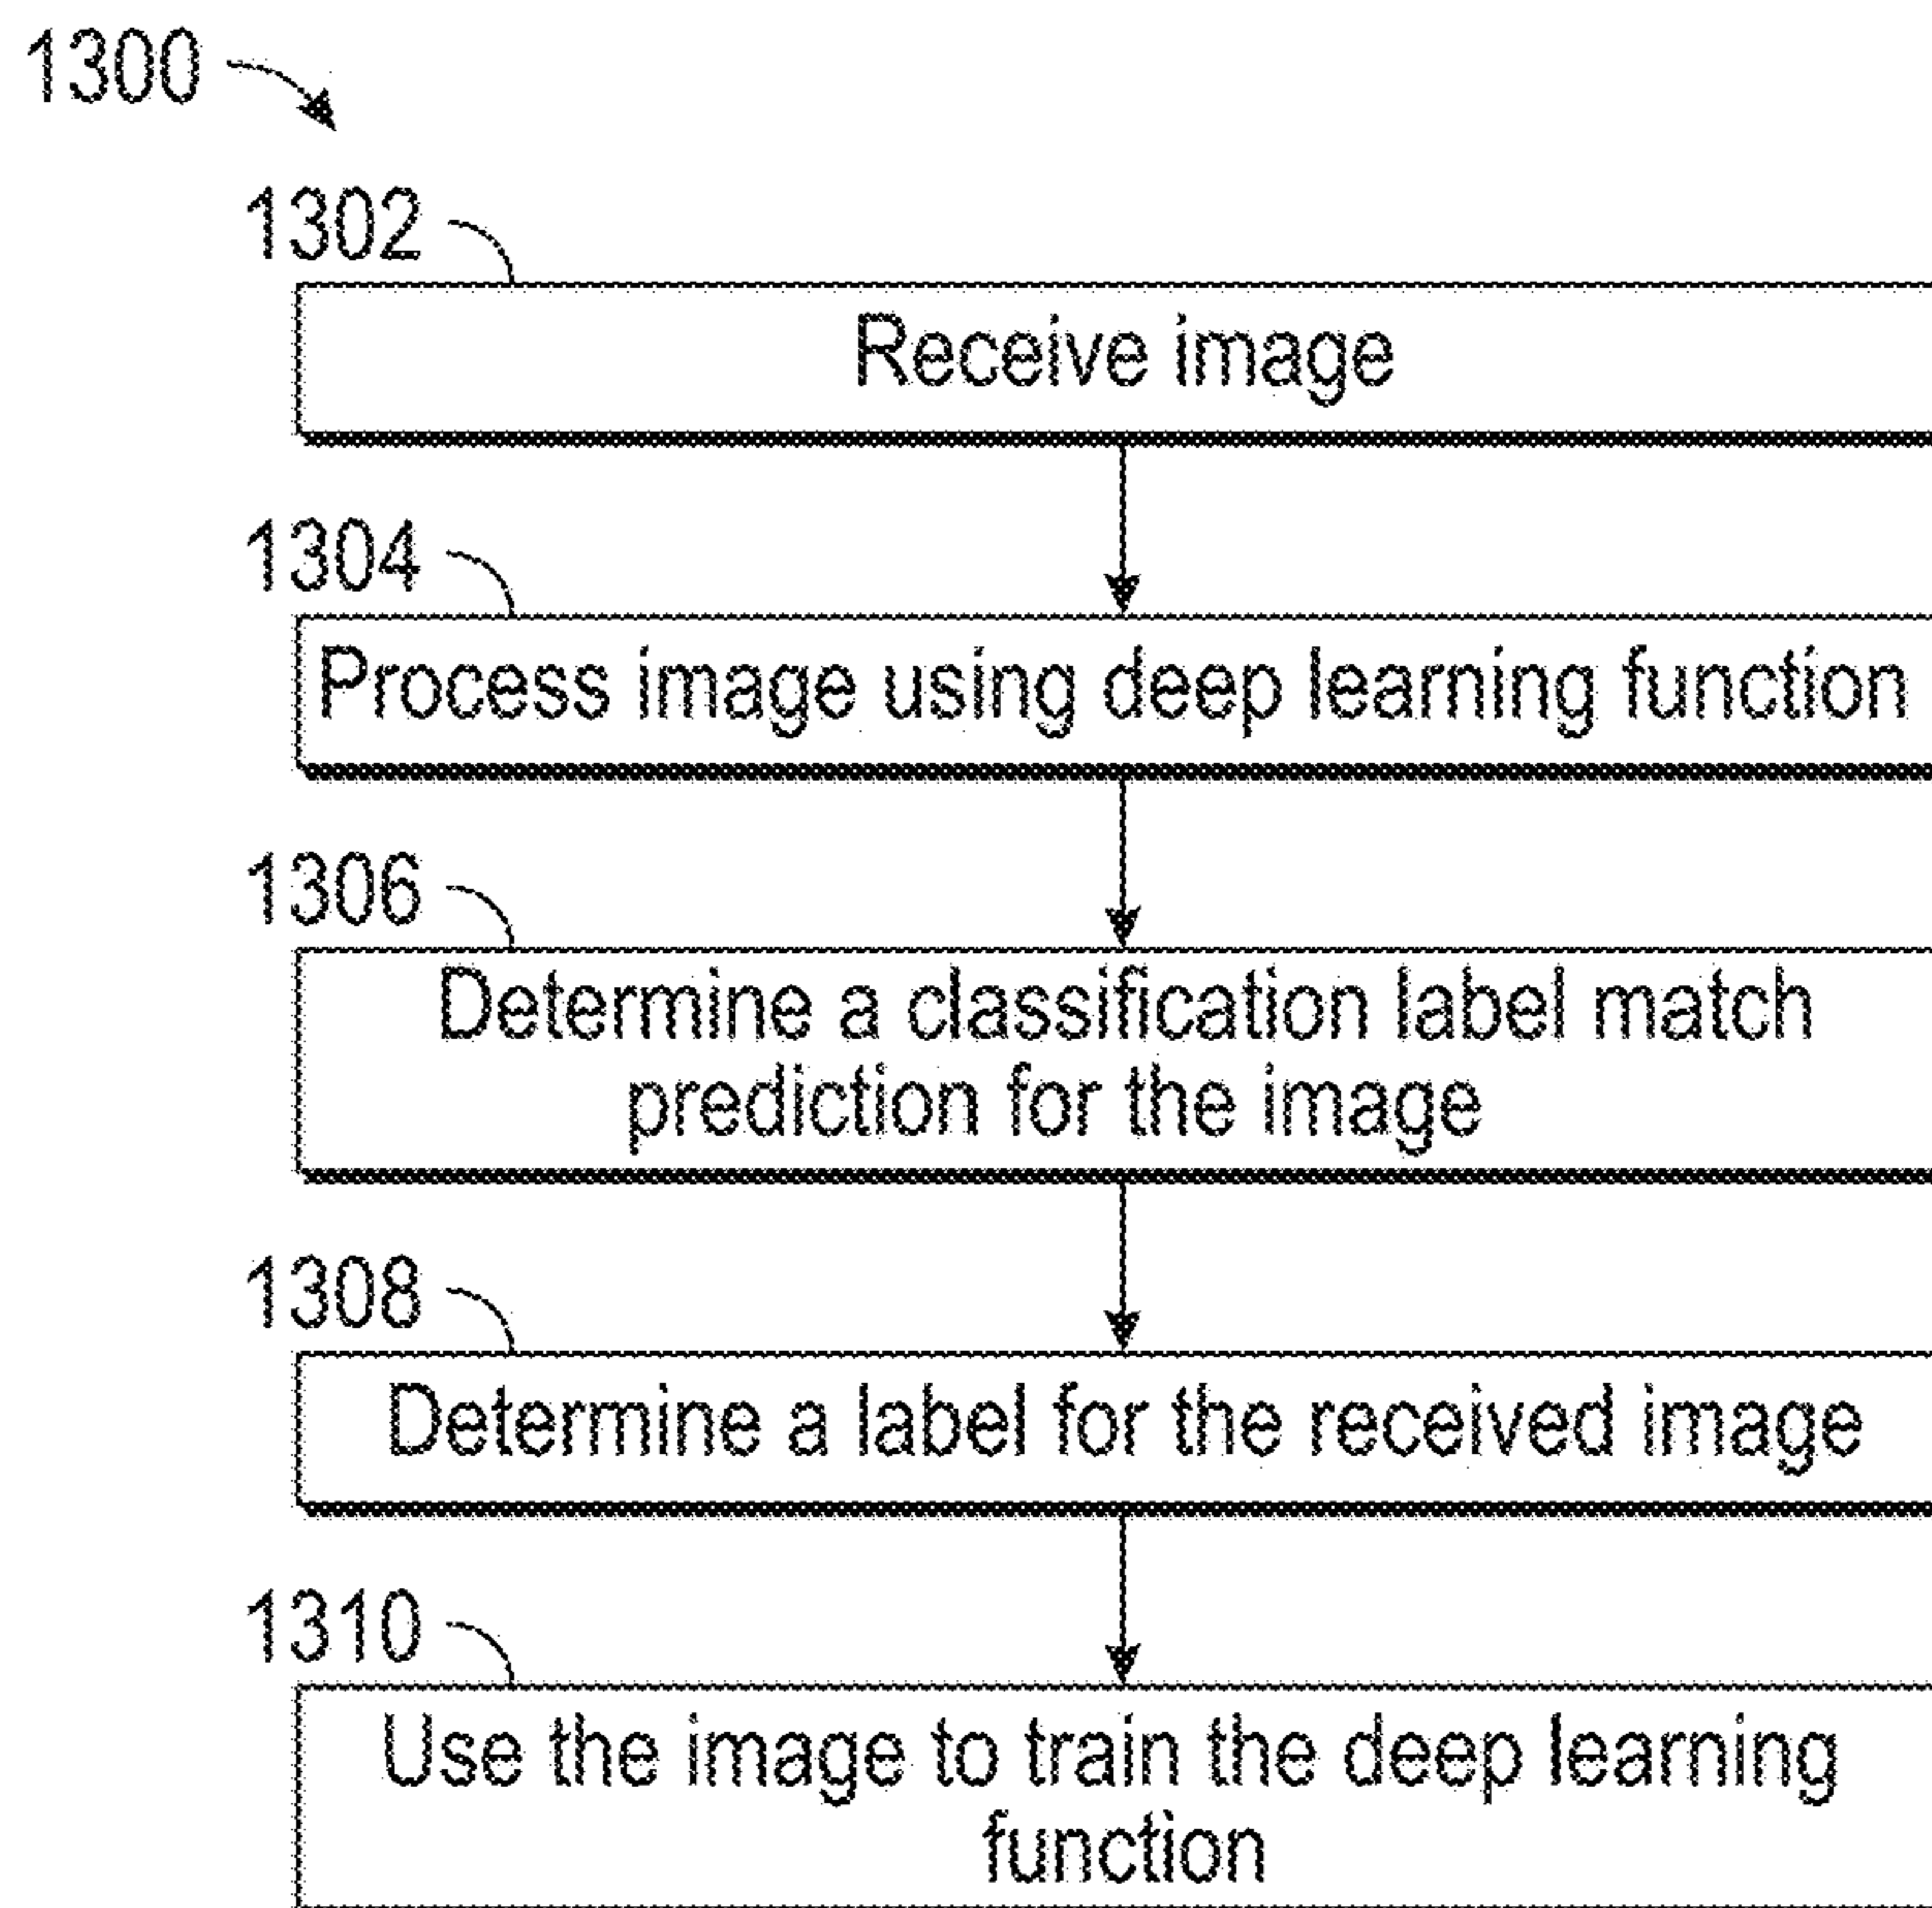 1300
1302
Receive image
1304
Process image using deep learning function
1306
Determine a classification label match
prediction for the image
1308
Determine a label for the received image
1310
Use the image to train the deep learning
function